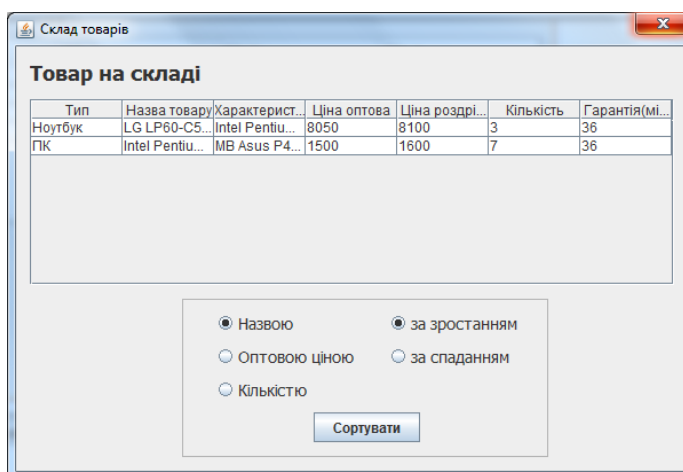 Склад товарів
Товар на складі
Тип Назва товару Характерист... Ціна оптова Ціна роздрі... Кількість Гарантія(мі...
Ноутбук LG LP60-C5... Intel Pentiu... 8050 8100 3 36
ПК Intel Pentiu... MB Asus P4... 1500 1600 7 36
Назвою за зростанням
Оптовою ціною за спаданням
Кількістю
Сортувати